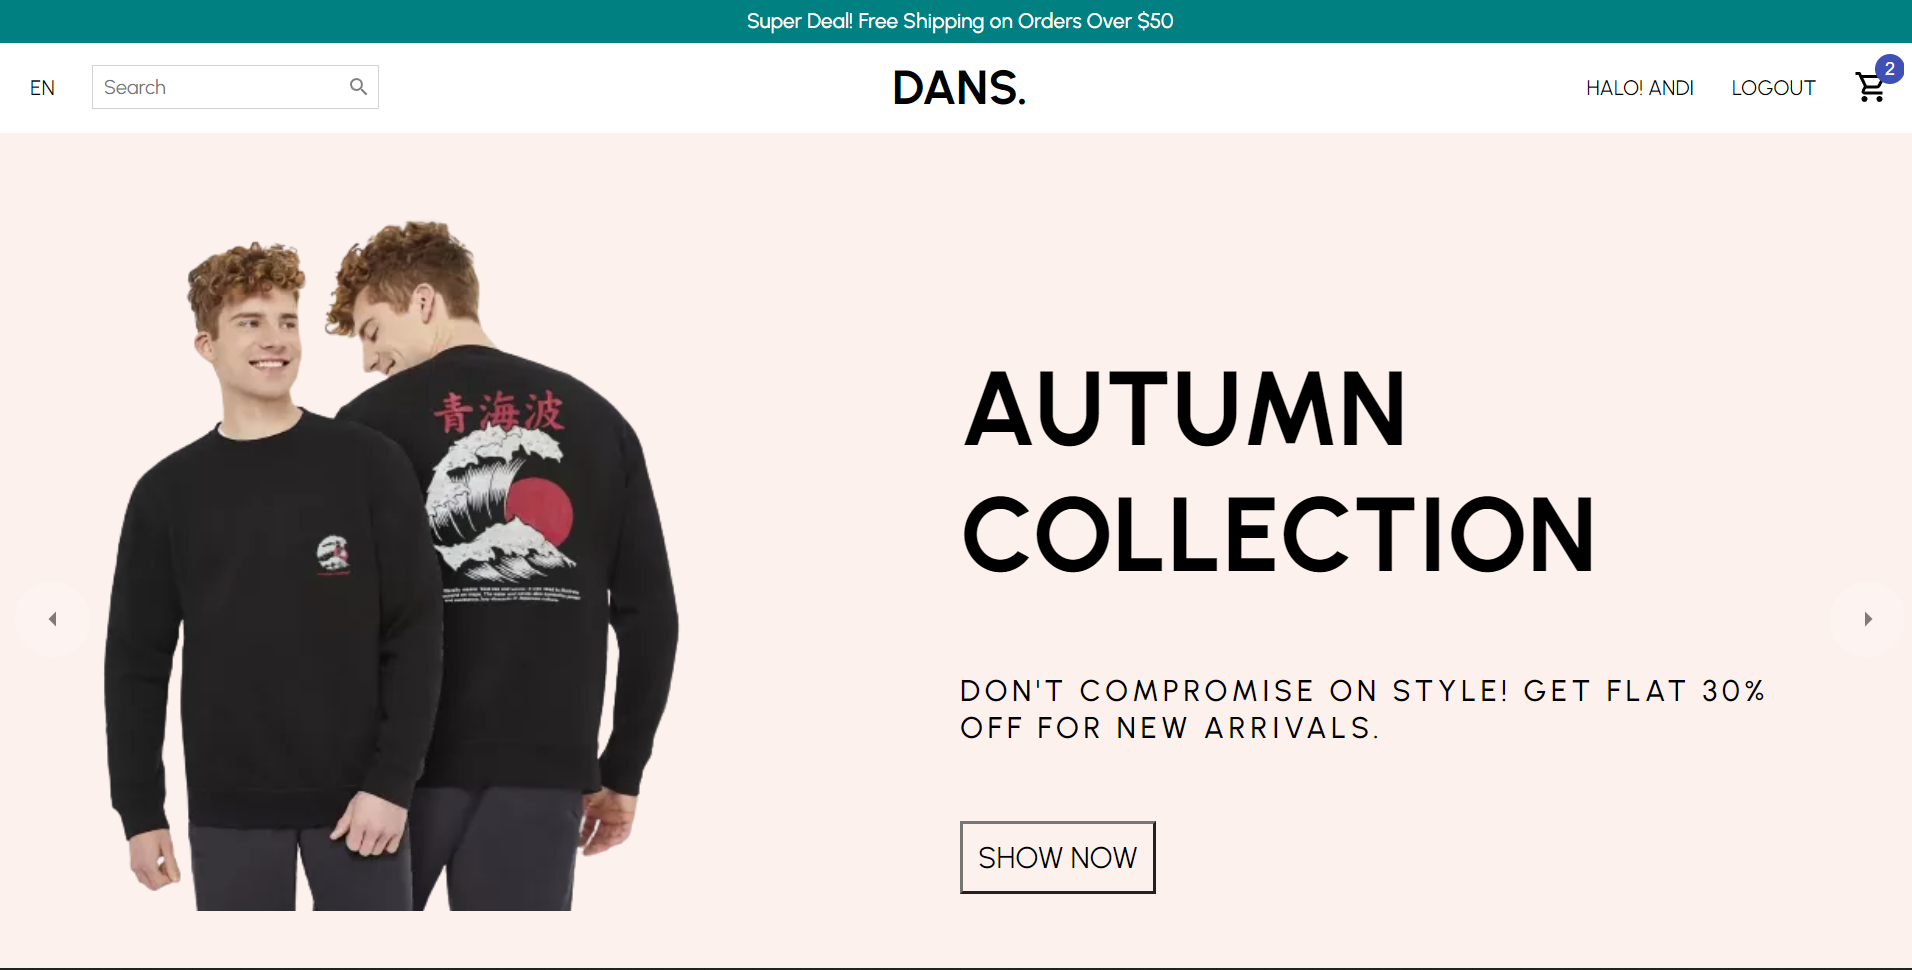 Super Deal! Free Shipping on Orders Over $50
EN
Search
DANS.
HALO! ANDI
LOGOUT
2
青海波
AUTUMN
COLLECTION
DON'T COMPROMISE ON STYLE! GET FLAT 30%
OFF FOR NEW ARRIVALS.
SHOW NOW